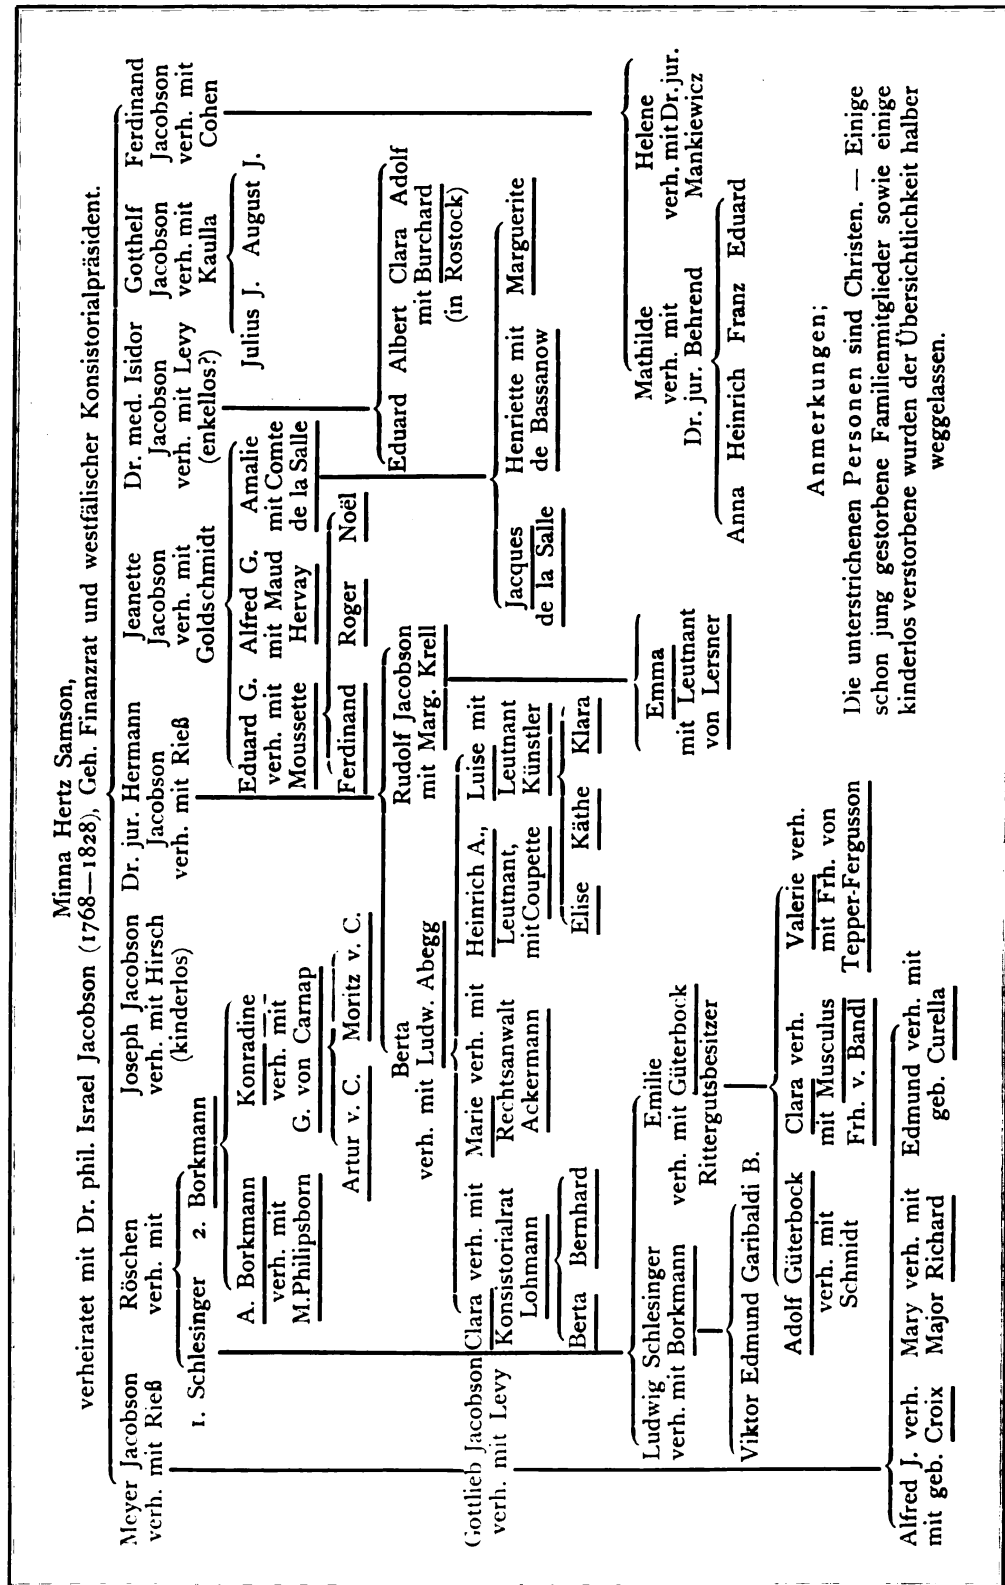 Minna Hertz Samson,
verheiratet mit Dr. phil. Israel Jacobson (1768—1828), Geh. Finanzrat und westfälischer Konsistorialpräsident.
Meyer Jacobson
verh. mit Rieß
Röschen
verh. mit
1. Schlesinger 2. Borkmann
Joseph Jacobson
verh. mit Hirsch
(kinderlos)
Dr. jur. Hermann
Jacobson
verh. mit Rieß
Jeanette
Jacobson
verh. mit
Goldschmidt
Dr. med. Isidor
Jacobson
verh. mit Levy
(enkellos?)
Gotthelf
Jacobson
verh. mit
Kaulla
Ferdinand
Jacobson
verh. mit
Cohen
A. Borkmann
verh. mit
M. Philipsborn
Konradine
verh. mit
G. von Carnap
Eduard G.
verh. mit
Moussette
Alfred G.
mit Maud
Hervay
Amalie
mit Comte
de la Salle
Julius J. August J.
Artur v. C. Moritz v. C.
Ferdinand Roger Noël
Berta
verh. mit Ludw. Abegg
Rudolf Jacobson
mit Marg. Krell
Eduard Albert Clara Adolf
mit Burchard
(in Rostock)
Gottlieb Jacobson
verh. mit Levy
Clara verh. mit
Konsistorialrat
Lohmann
Marie verh. mit
Rechtsanwalt
Ackermann
Heinrich A.,
Leutnant,
mit Coupette
Luise mit
Leutnant
Künstler
Jacques
de la Salle
Henriette mit
de Bassanow
Marguerite
Berta Bernhard
Elise Käthe Klara
Ludwig Schlesinger
verh. mit Borkmann
Emilie
verh. mit Güterbock
Rittergutsbesitzer
Emma
mit Leutnant
von Lersner
Mathilde
verh. mit
Dr. jur. Behrend
Helene
verh. mit Dr. jur.
Mankiewicz
Viktor Edmund Garibaldi B.
Anna Heinrich Franz Eduard
Adolf Güterbock
verh. mit
Schmidt
Clara verh.
mit Musculus
Frh. v. Bandl
Valerie verh.
mit Frh. von
Tepper-Fergusson
Alfred J. verh.
mit geb. Croix
Mary verh. mit
Major Richard
Edmund verh. mit
geb. Curella
Anmerkungen;
Die unterstrichenen Personen sind Christen. — Einige
schon jung gestorbene Familienmitglieder sowie einige
kinderlos verstorbene wurden der Übersichtlichkeit halber
weggelassen.